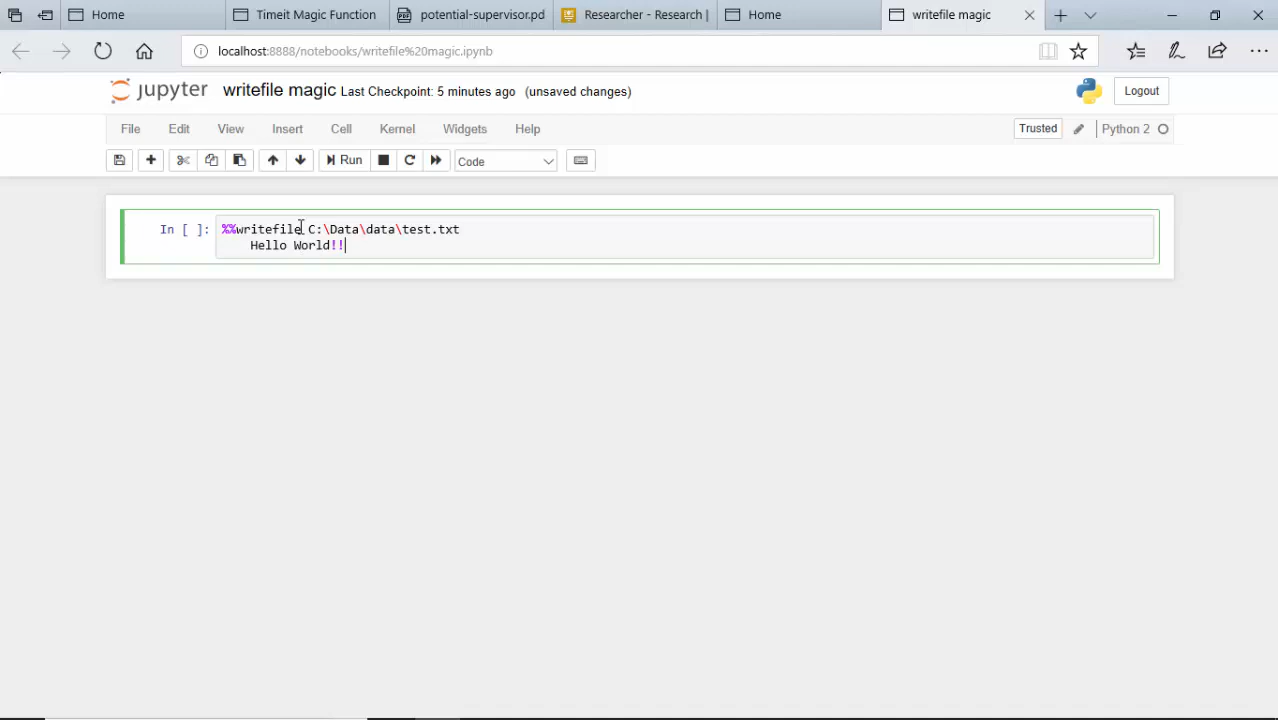 Home
Timeit Magic Function
potential-supervisor.pd
Researcher - Research |
Home
writefile magic
localhost:8888/notebooks/writefile%20magic.ipynb
jupyter writefile magic Last Checkpoint: 5 minutes ago (unsaved changes) Logout
File Edit View Insert Cell Kernel Widgets Help Trusted Python 2
Run Code
In [ ]: %%writefile C:\Data\data\test.txt
Hello World!!